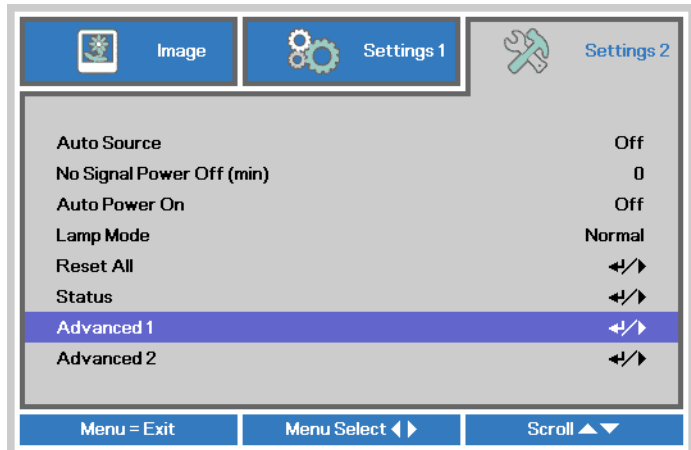 Image Settings 1 Settings 2
Auto Source Off
No Signal Power Off (min) 0
Auto Power On Off
Lamp Mode Normal
Reset All ↵/▶
Status ↵/▶
Advanced 1 ↵/▶
Advanced 2 ↵/▶
Menu = Exit Menu Select ◀▶ Scroll ▲▼